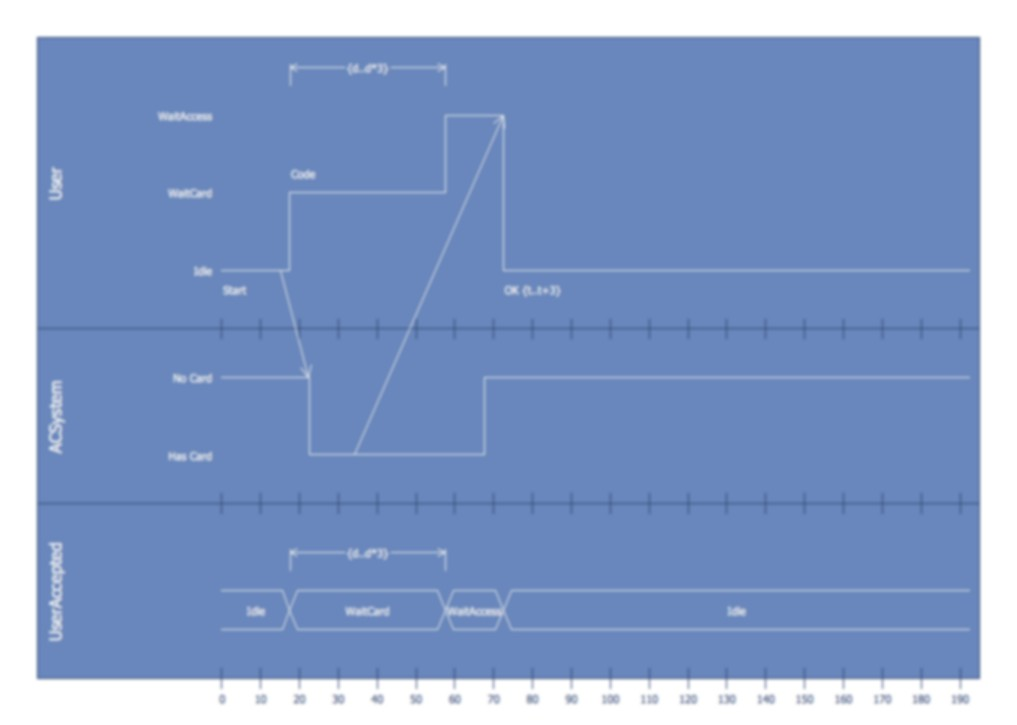 {d..d*3}
WaitAccess
Code
WaitCard
User
Idle
Start
OK {t..t+3}
No Card
ACSystem
Has Card
{d..d*3}
UserAccepted
Idle
WaitCard
WaitAccess
Idle
0 10 20 30 40 50 60 70 80 90 100 110 120 130 140 150 160 170 180 190